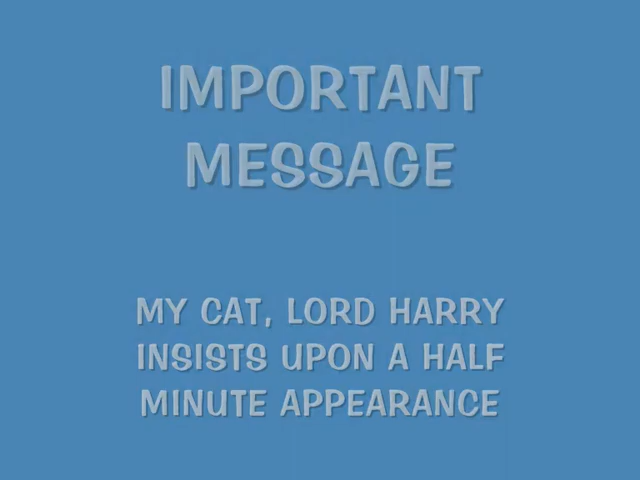 IMPORTANT
MESSAGE
MY CAT, LORD HARRY
INSISTS UPON A HALF
MINUTE APPEARANCE